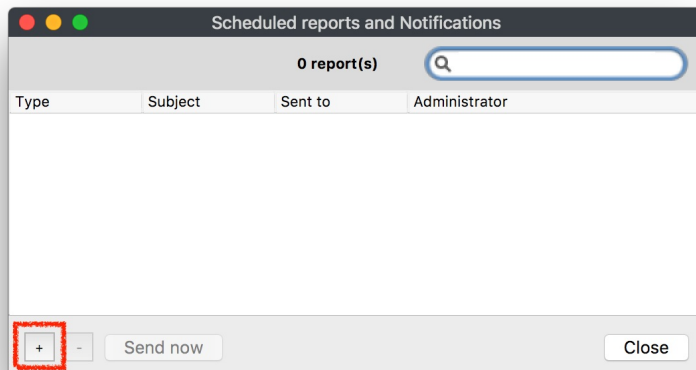 Scheduled reports and Notifications
0 report(s)
Type Subject Sent to Administrator
+ - Send now Close